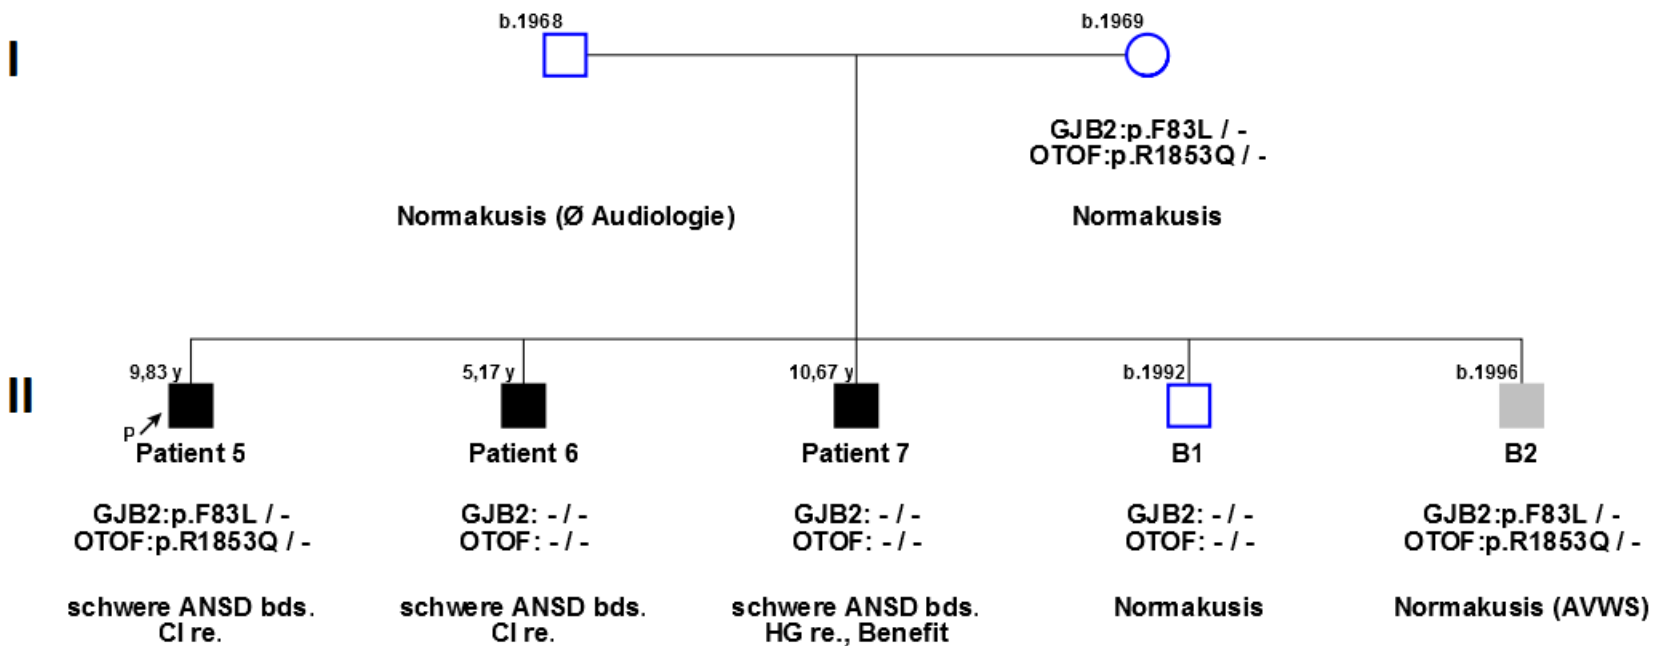 b.1968
b.1969
I
GJB2:p.F83L / -
OTOF:p.R1853Q / -
Normakusis (Ø Audiologie)
Normakusis
II
9,83 y
5,17 y
10,67 y
b.1992
b.1996
P
Patient 5
Patient 6
Patient 7
B1
B2
GJB2:p.F83L / -
OTOF:p.R1853Q / -
GJB2: - / -
OTOF: - / -
GJB2: - / -
OTOF: - / -
GJB2: - / -
OTOF: - / -
GJB2:p.F83L / -
OTOF:p.R1853Q / -
schwere ANSD bds.
CI re.
schwere ANSD bds.
CI re.
schwere ANSD bds.
HG re., Benefit
Normakusis
Normakusis (AVWS)